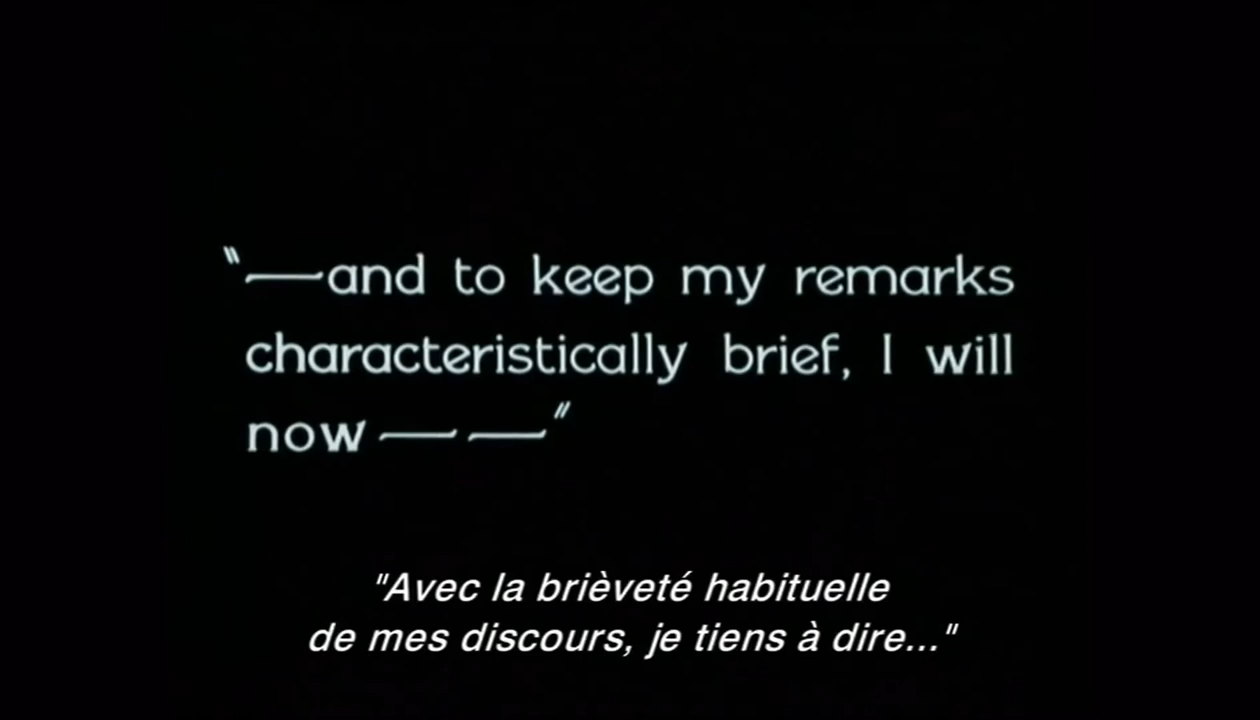 "—and to keep my remarks
characteristically brief, I will
now — —"
"Avec la brièveté habituelle
de mes discours, je tiens à dire..."